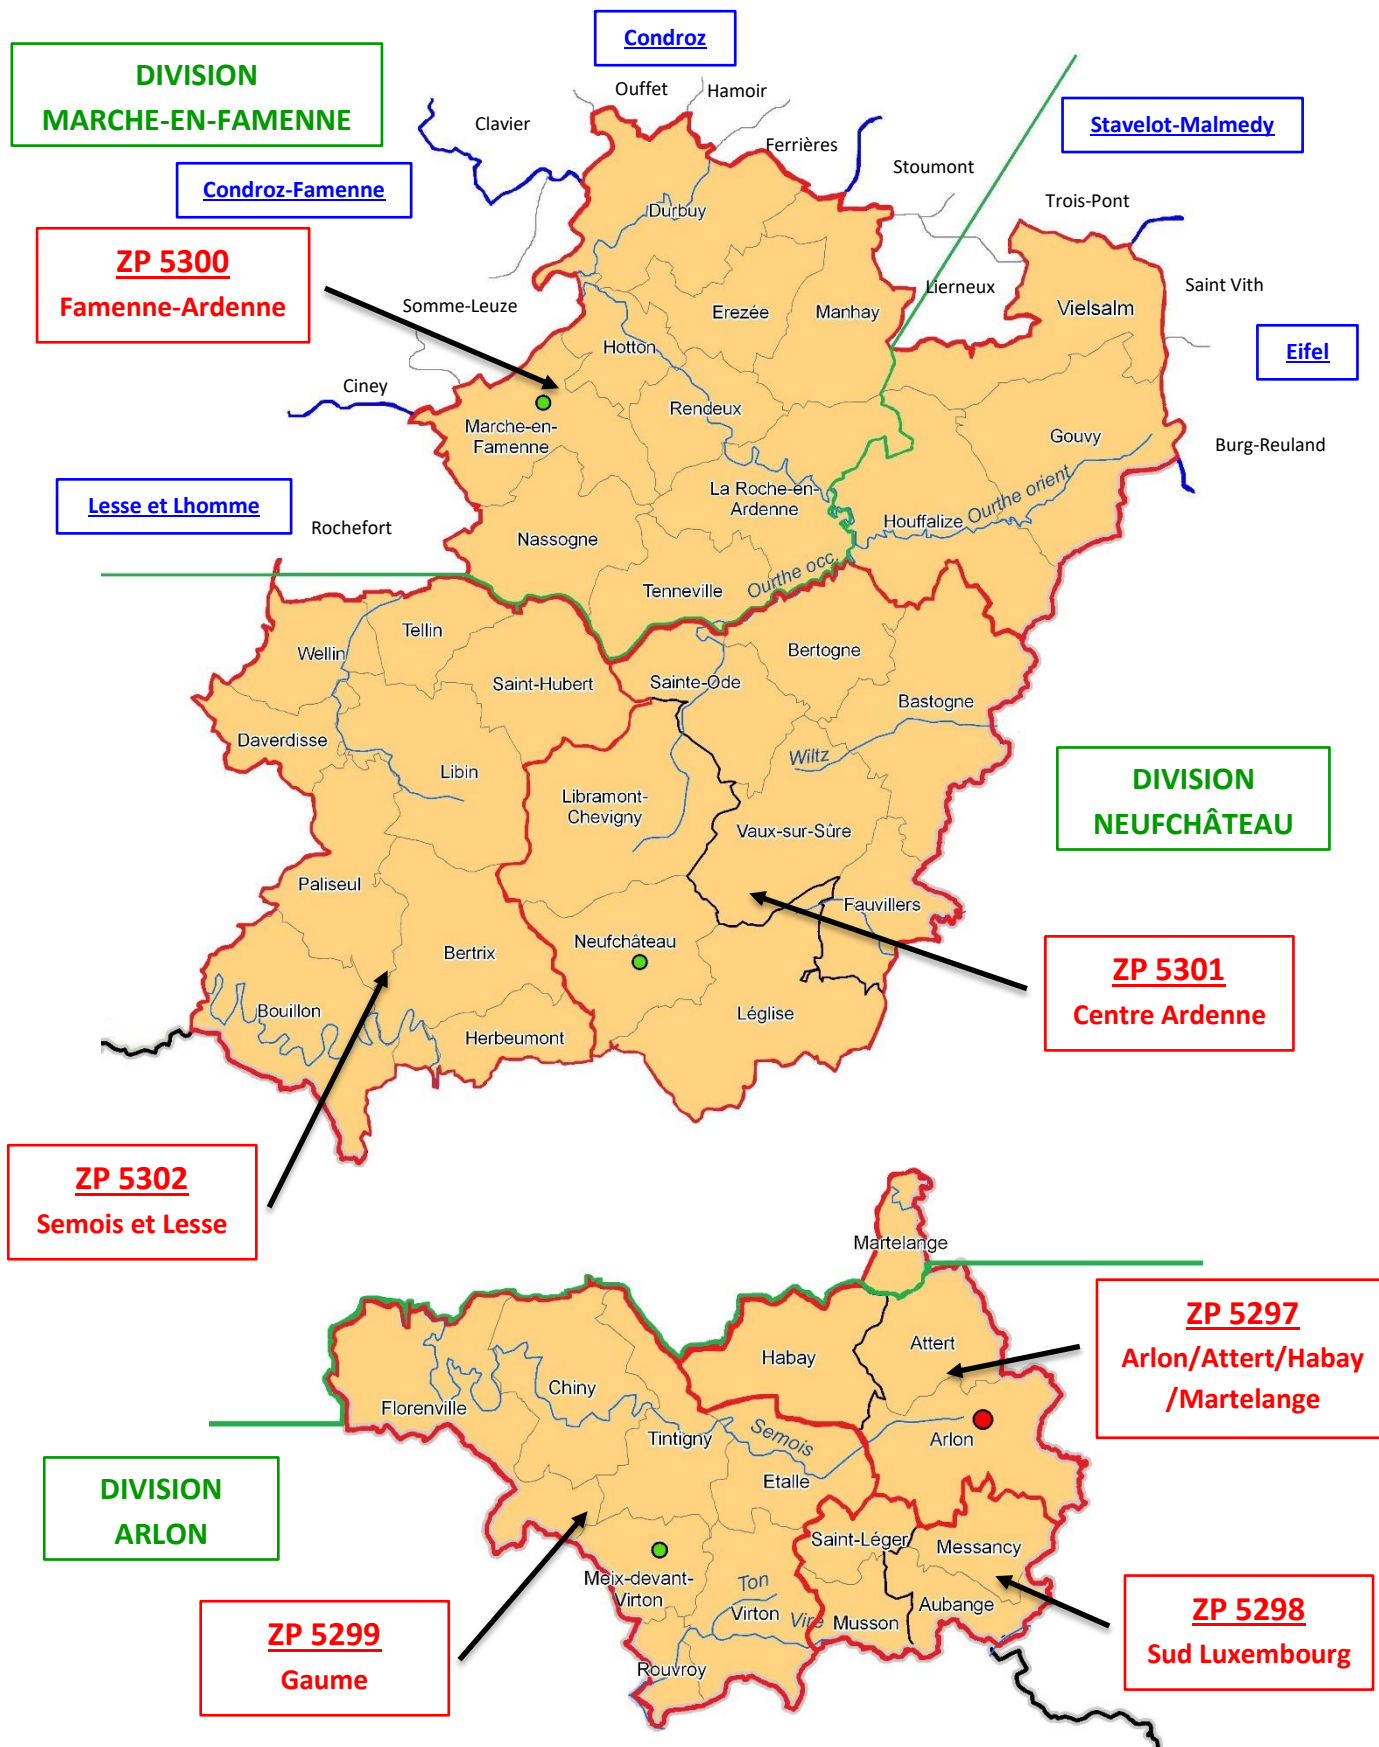 Condroz
DIVISION
MARCHE-EN-FAMENNE
Ouffet
Hamoir
Clavier
Ferrières
Stavelot-Malmedy
Stoumont
Condroz-Famenne
Trois-Pont
Durbuy
ZP 5300
Famenne-Ardenne
Somme-Leuze
Lierneux
Saint Vith
Erezée
Manhay
Vielsalm
Hotton
Eifel
Ciney
Rendeux
Marche-en-
Famenne
Gouvy
Burg-Reuland
Lesse et Lhomme
La Roche-en-
Ardenne
Ourthe orient
Houffalize
Rochefort
Nassogne
Tenneville
Ourthe occ.
Tellin
Wellin
Bertogne
Saint-Hubert
Sainte-Ode
Bastogne
Daverdisse
Wiltz
Libin
DIVISION
NEUFCHÂTEAU
Libramont-
Chevigny
Vaux-sur-Sûre
Paliseul
Fauvillers
Neufchâteau
Bertrix
ZP 5301
Centre Ardenne
Bouillon
Léglise
Herbeumont
ZP 5302
Semois et Lesse
Martelange
ZP 5297
Arlon/Attert/Habay
/Martelange
Attert
Habay
Chiny
Florenville
Tintigny
Semois
Arlon
Etalle
DIVISION
ARLON
Saint-Léger
Messancy
Meix-devant-
Virton
Ton
Virton
Vire
Musson
Aubange
ZP 5298
Sud Luxembourg
ZP 5299
Gaume
Rouvroy